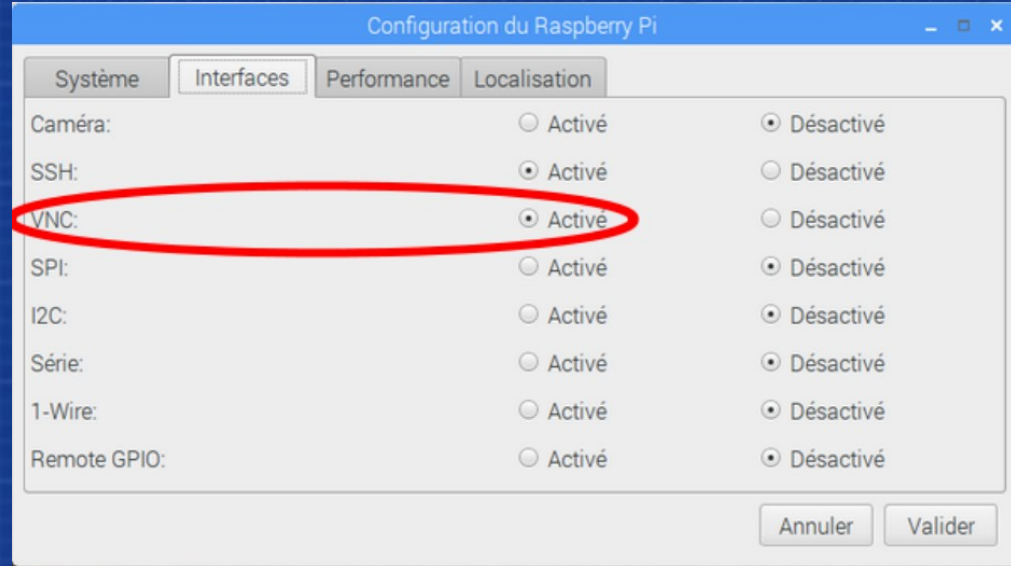 Configuration du Raspberry Pi
Système Interfaces Performance Localisation
Caméra: Activé Désactivé
SSH: Activé Désactivé
VNC: Activé Désactivé
SPI: Activé Désactivé
I2C: Activé Désactivé
Série: Activé Désactivé
1-Wire: Activé Désactivé
Remote GPIO: Activé Désactivé
Annuler Valider